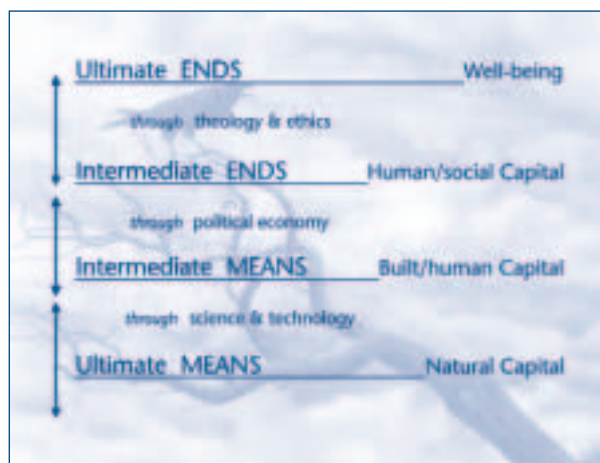 Ultimate ENDS Well-being
through theology & ethics
Intermediate ENDS Human/social Capital
through political economy
Intermediate MEANS Built/human Capital
through science & technology
Ultimate MEANS Natural Capital